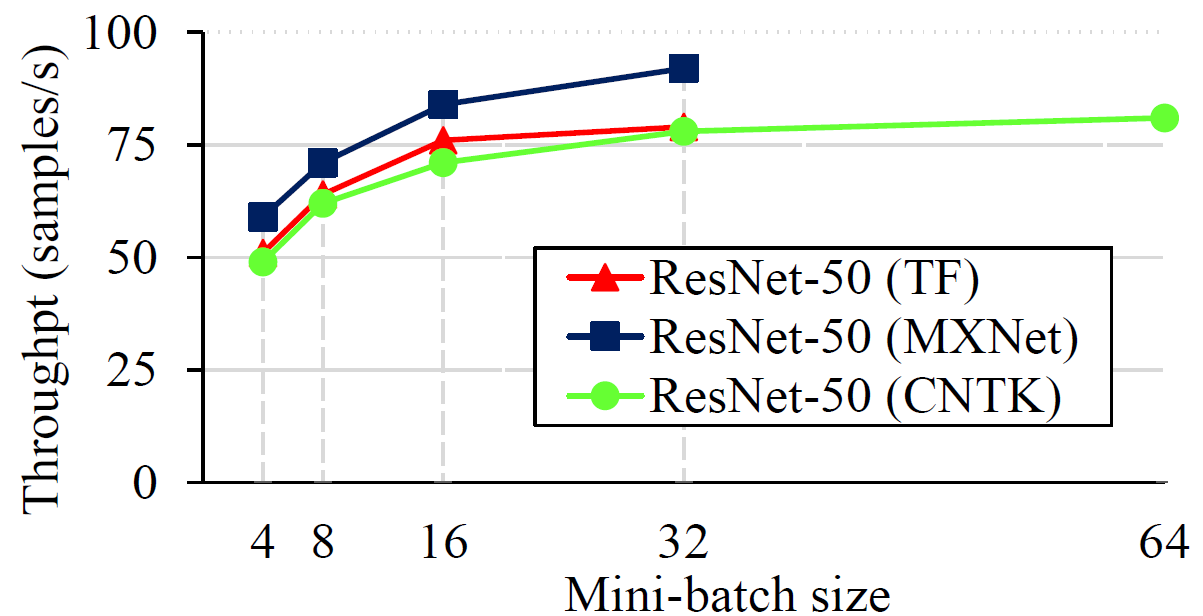 100
75
50
25
0
Throughpt (samples/s)
ResNet-50 (TF)
ResNet-50 (MXNet)
ResNet-50 (CNTK)
4 8 16 32 64
Mini-batch size